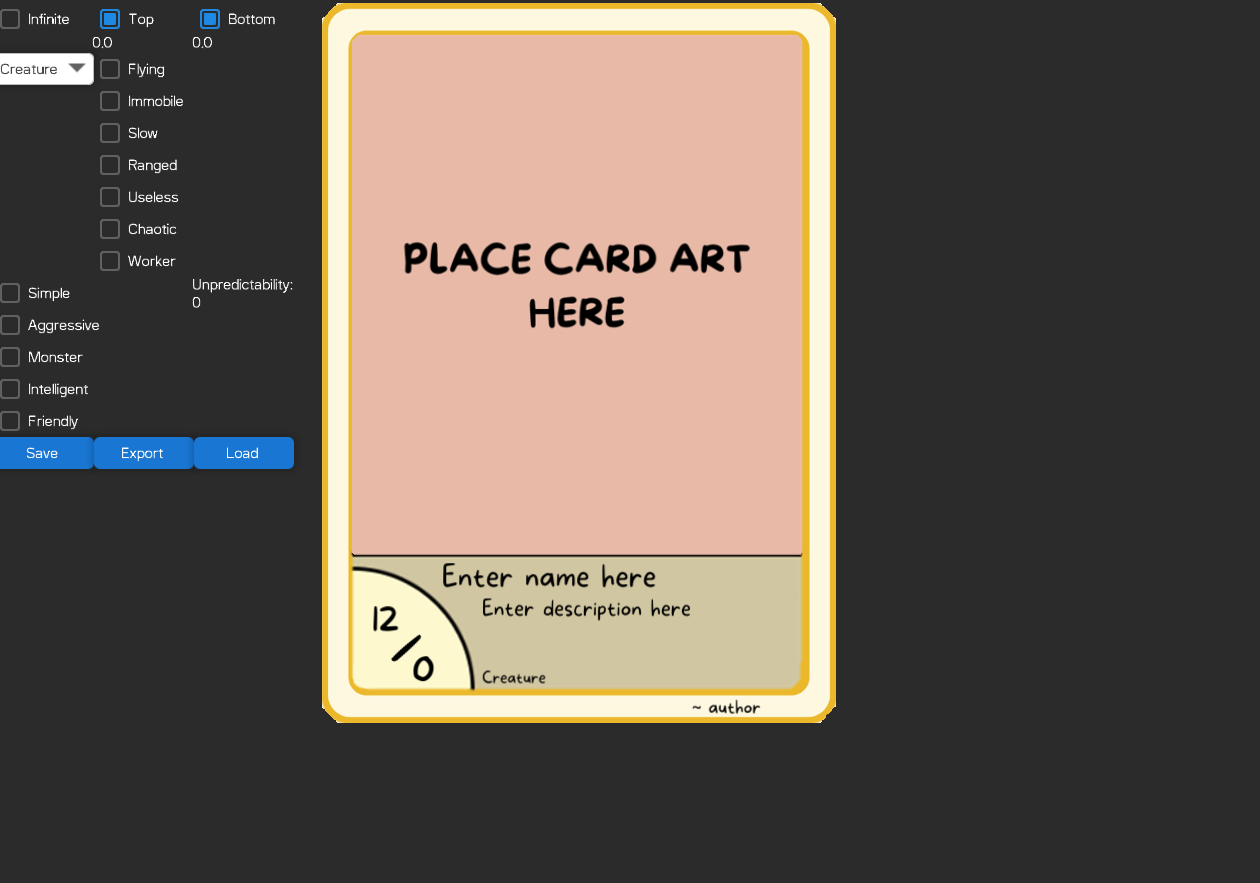 Infinite Top Bottom
0.0 0.0
Creature Flying
Immobile
Slow
Ranged
Useless
Chaotic
Worker
Unpredictability:
0
Simple
Aggressive
Monster
Intelligent
Friendly
Save Export Load
PLACE CARD ART
HERE
Enter name here
Enter description here
12
/0
Creature
~ author